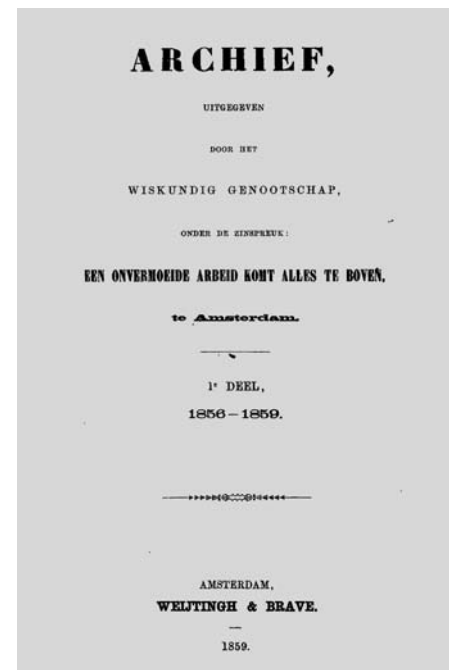 ARCHIEF,
UITGEGEVEN
DOOR HET
WISKUNDIG GENOOTSCHAP,
ONDER DE ZINSPREUK:
EEN ONVERMOEIDE ARBEID KOMT ALLES TE BOVEN,
te Amsterdam.
1e DEEL,
1856–1859.
AMSTERDAM,
WEIJTINGH & BRAVE.
1859.